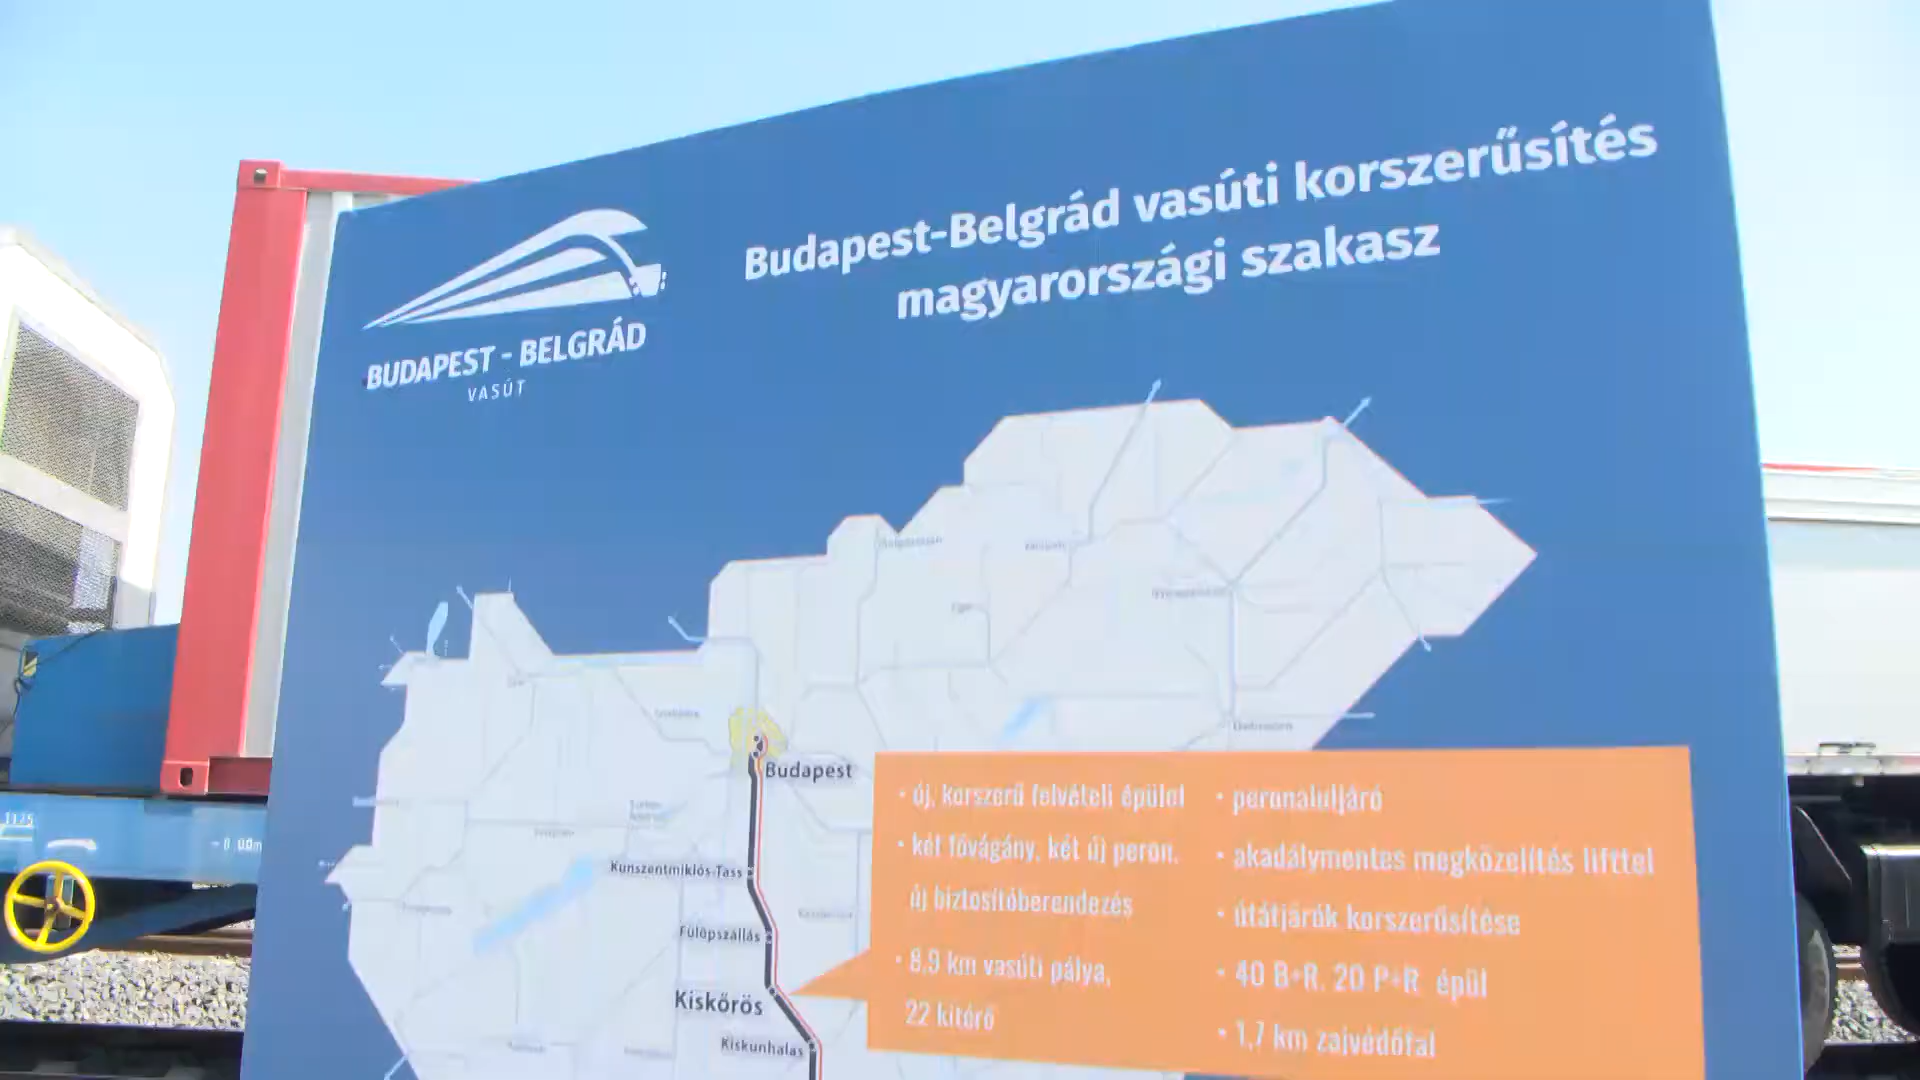 Budapest-Belgrád vasúti korszerűsítés
magyarországi szakasz
BUDAPEST - BELGRÁD
VASÚT
Budapest
Kunszentmiklós-Tass
Fülöpszállás
Kiskőrös
Kiskunhalas
• új, korszerű felvételi épület
• két fővágány, két új peron,
új biztosítóberendezés
• 8,9 km vasúti pálya,
22 kitérő
• peronaluljáró
• akadálymentes megközelítés lifttel
• útátjárók korszerűsítése
• 40 B+R, 20 P+R épül
• 1,7 km zajvédőfal